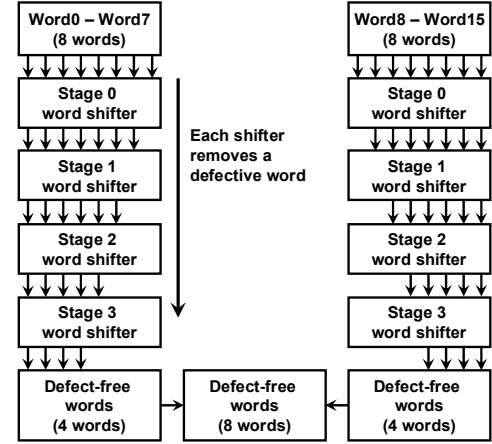 Word0 – Word7
(8 words)
Stage 0
word shifter
Stage 1
word shifter
Stage 2
word shifter
Stage 3
word shifter
Defect-free
words
(4 words)
Each shifter
removes a
defective word
Defect-free
words
(8 words)
Word8 – Word15
(8 words)
Stage 0
word shifter
Stage 1
word shifter
Stage 2
word shifter
Stage 3
word shifter
Defect-free
words
(4 words)